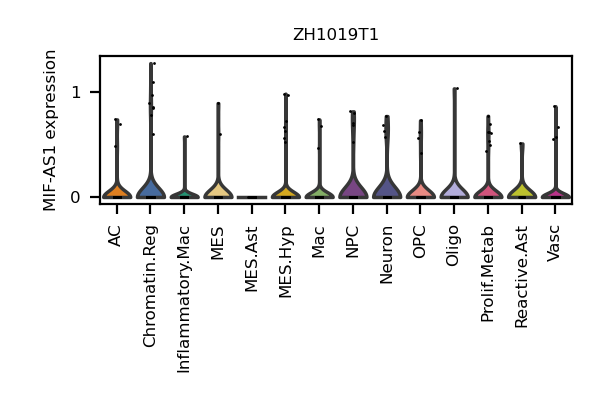 ZH1019T1
MIF-AS1 expression
1
0
AC
Chromatin.Reg
Inflammatory.Mac
MES
MES.Ast
MES.Hyp
Mac
NPC
Neuron
OPC
Oligo
Prolif.Metab
Reactive.Ast
Vasc